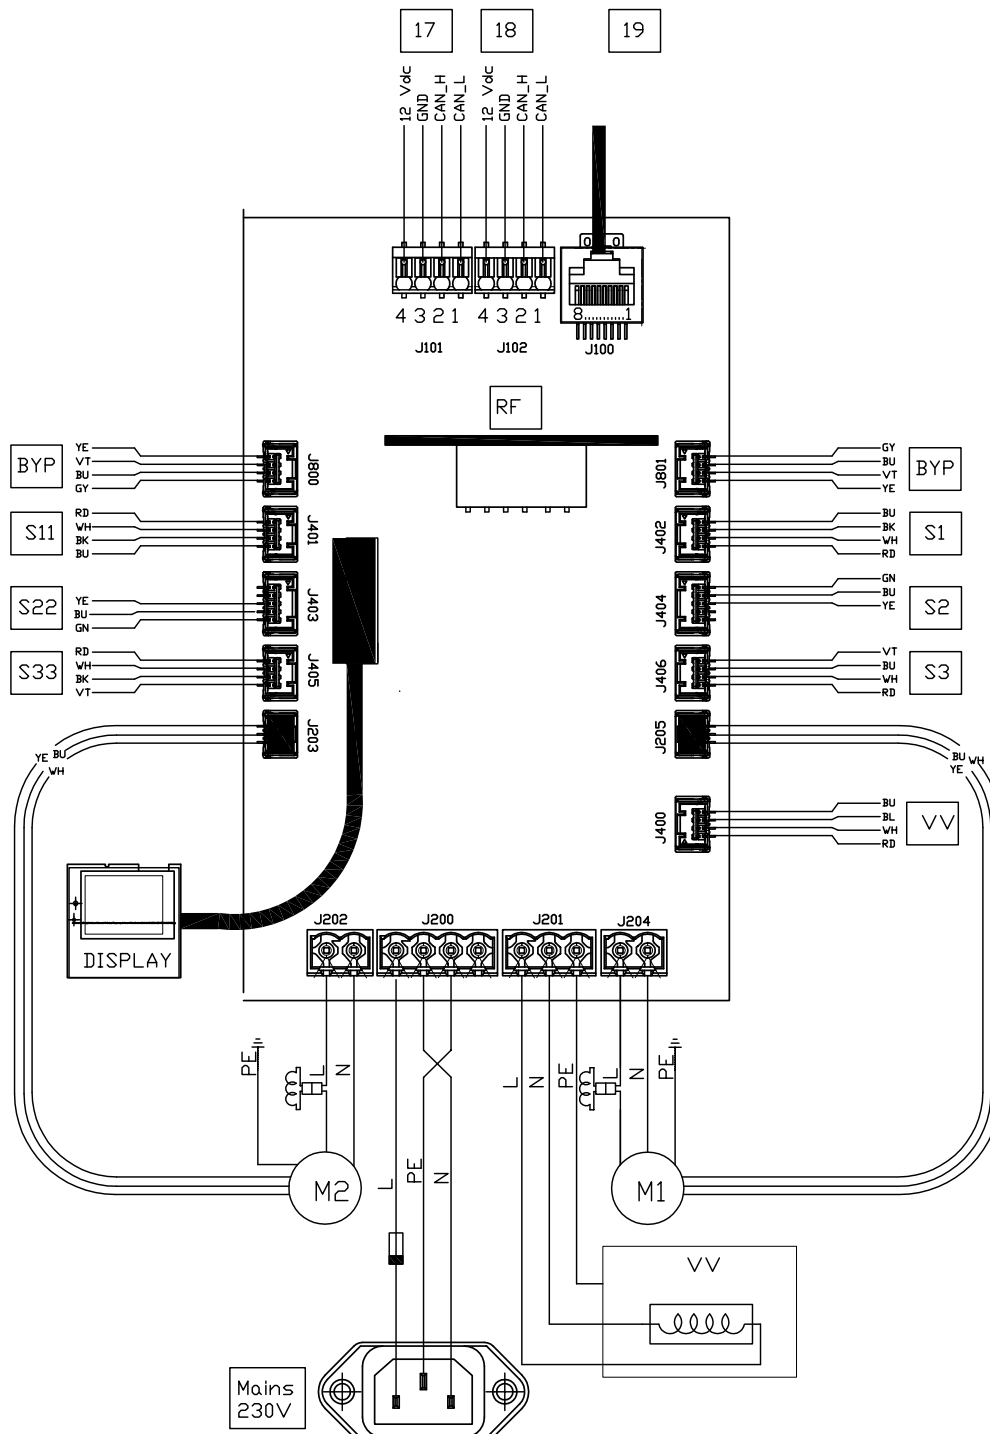 17 18 19
12 Vdc
GND
CAN_H
CAN_L
12 Vdc
GND
CAN_H
CAN_L
4 3 2 1 4 3 2 1 8 1
J101 J102 J100
RF
BYP
YE
VT
BU
GY
J800
J801
GY
BU
VT
YE
BYP
S11
RD
WH
BK
BU
J401
J402
BU
BK
WH
RD
S1
S22
YE
BU
GN
J403
J404
GN
BU
YE
S2
S33
RD
WH
BK
VT
J405
J406
VT
BU
WH
RD
S3
J203
J205
YE BU
WH
BU WH
YE
J400
BU
BL
WH
RD
VV
DISPLAY
J202 J200 J201 J204
PE L N L N PE L N PE
M2 L PE N M1
VV
Mains
230V